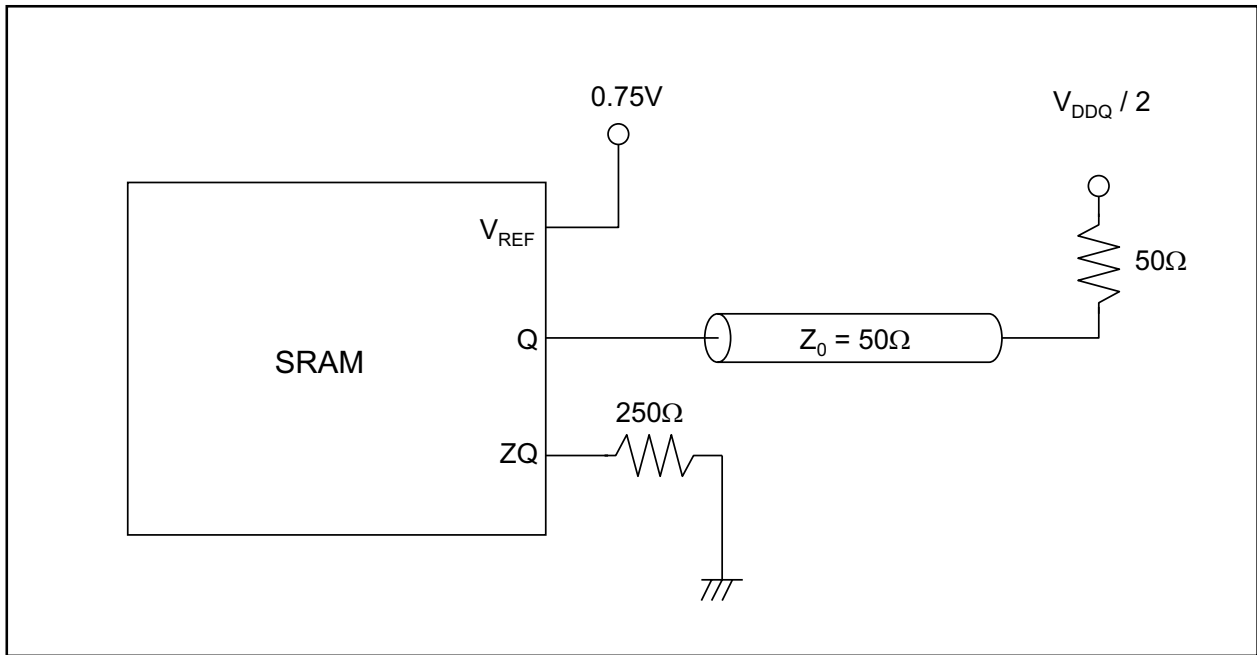 0.75V
V_DDQ / 2
V_REF
50Ω
Q
Z_0 = 50Ω
SRAM
250Ω
ZQ